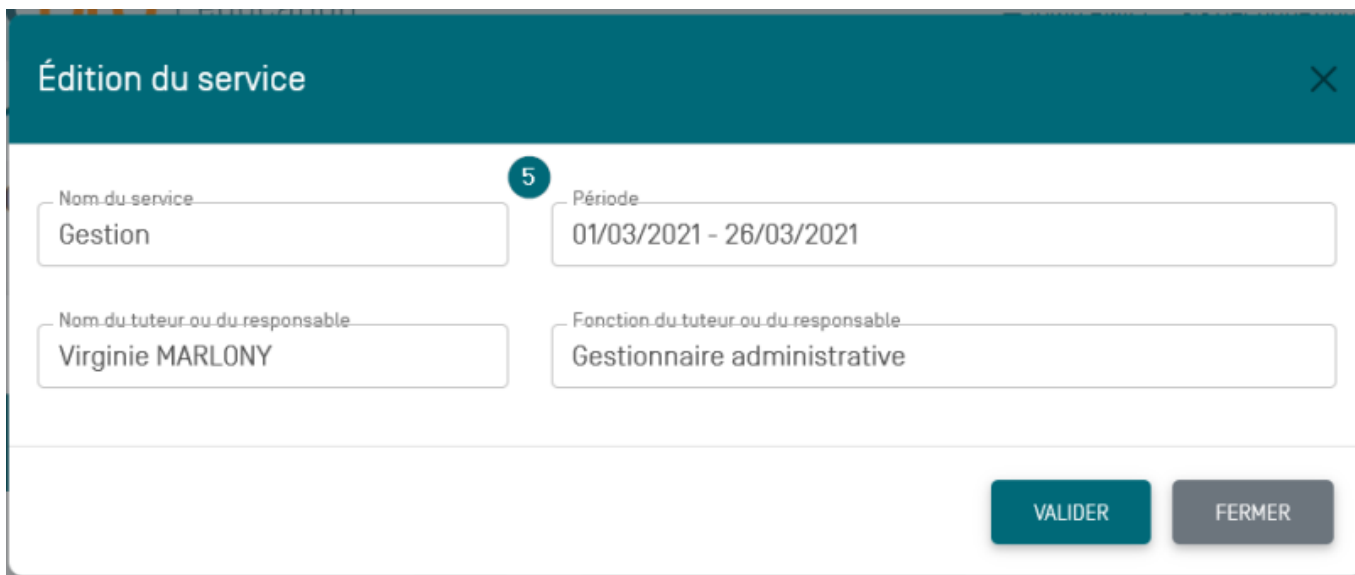 Édition du service
5
Nom du service
Période
Gestion
01/03/2021 - 26/03/2021
Nom du tuteur ou du responsable
Fonction du tuteur ou du responsable
Virginie MARLONY
Gestionnaire administrative
VALIDER
FERMER